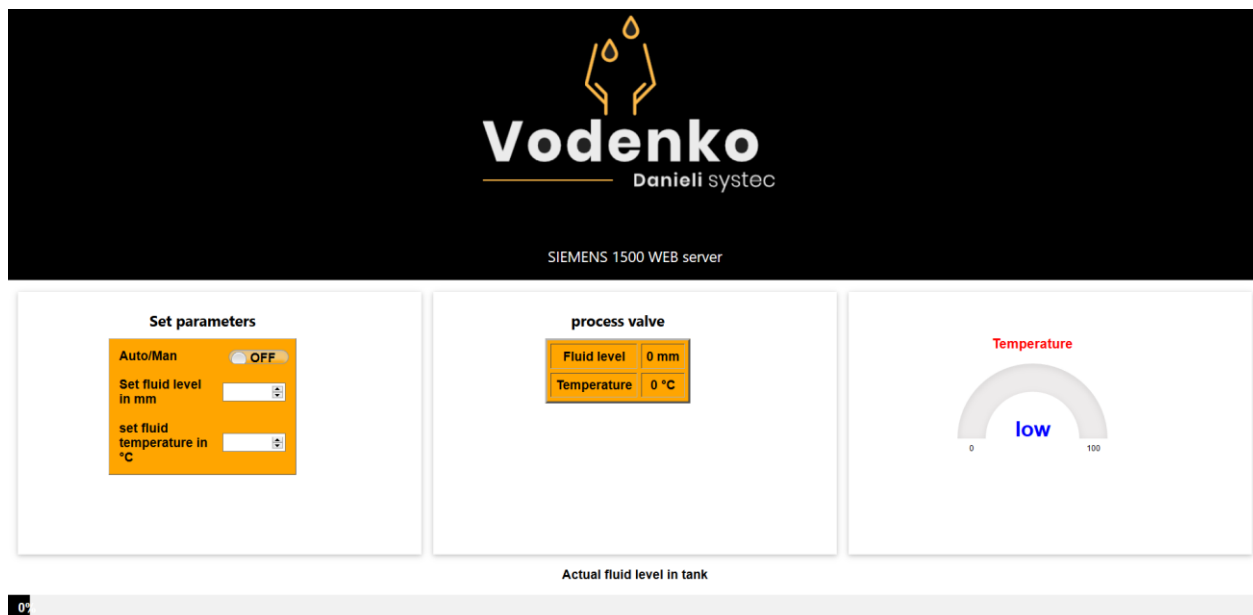 Vodenko
Danieli systec
SIEMENS 1500 WEB server
Set parameters
Auto/Man OFF
Set fluid level
in mm
set fluid
temperature in
°C
process valve
Fluid level 0 mm
Temperature 0 °C
Temperature
low
0 100
Actual fluid level in tank
0%